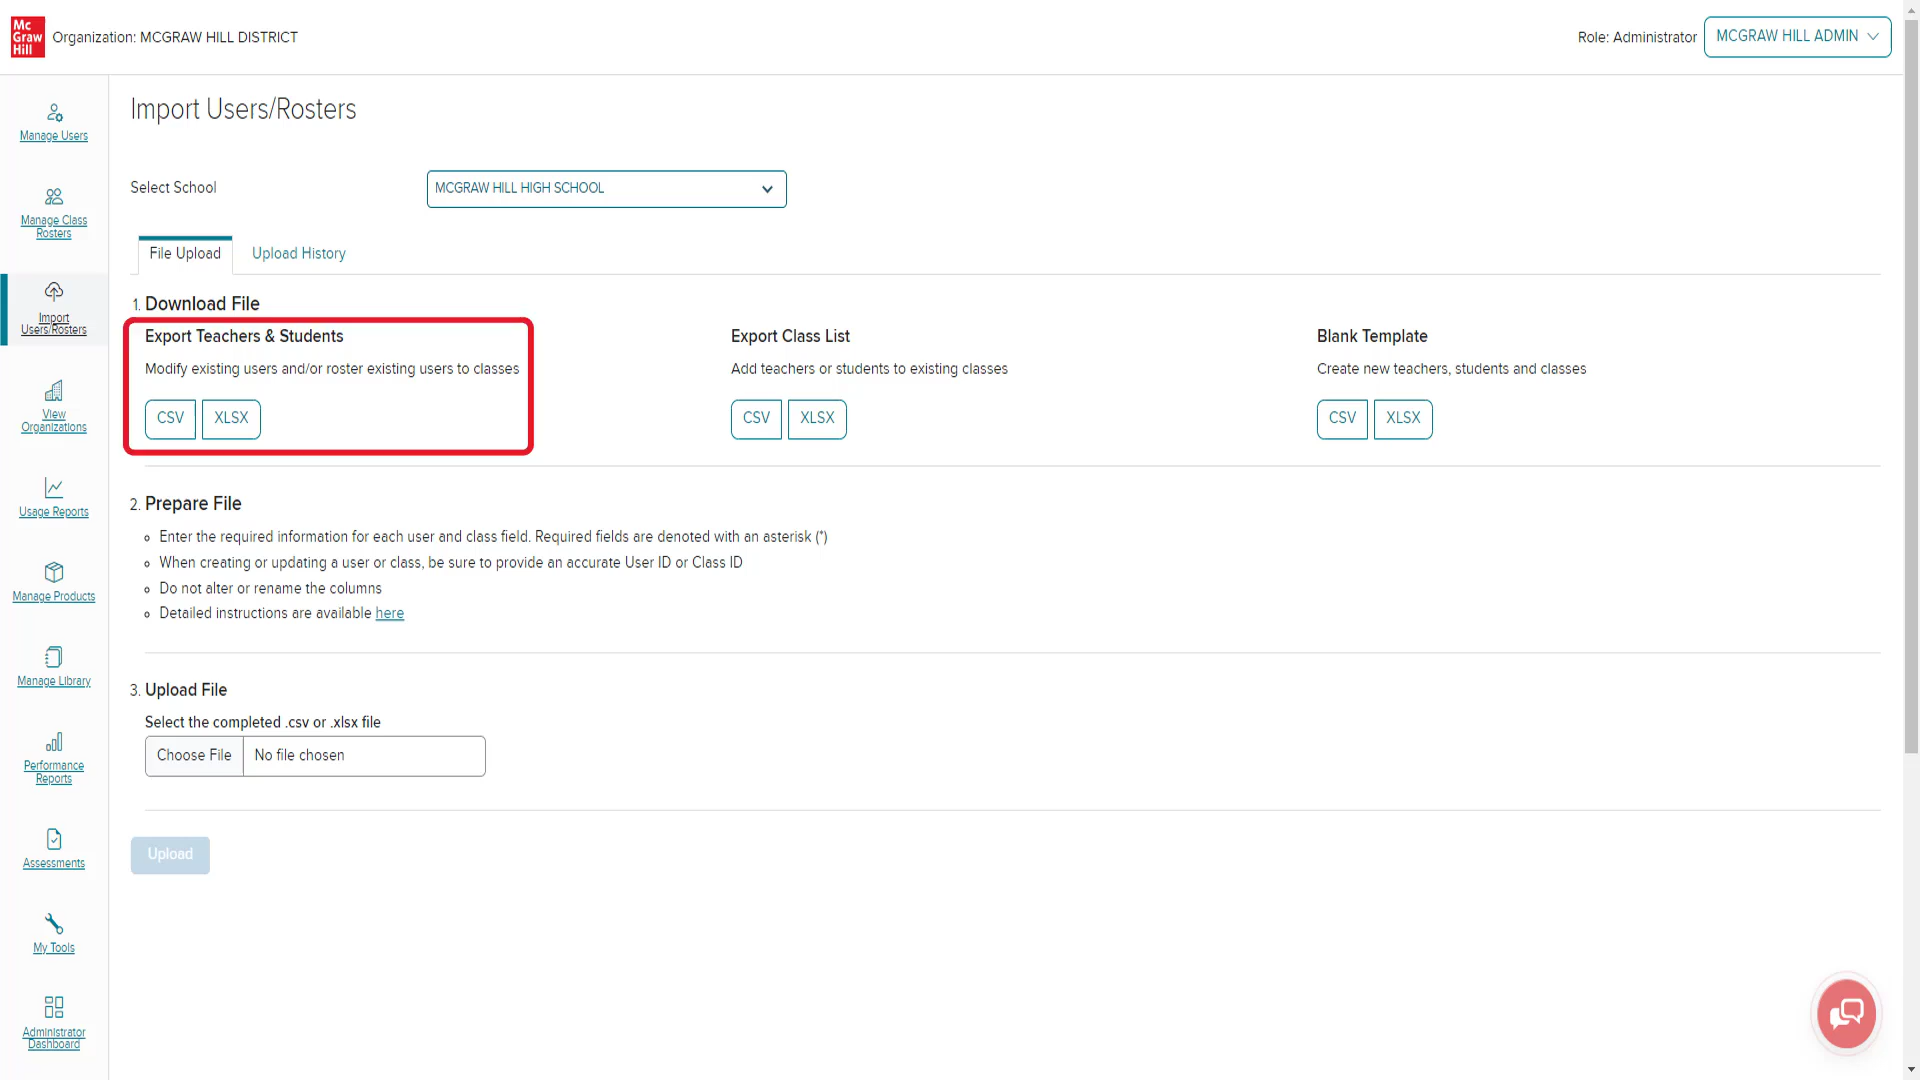 Mc
Graw
Hill
Organization: MCGRAW HILL DISTRICT
Role: Administrator
MCGRAW HILL ADMIN
Manage Users
Manage Class
Rosters
Import
Users/Rosters
View
Organizations
Usage Reports
Manage Products
Manage Library
Performance
Reports
Assessments
My Tools
Administrator
Dashboard
Import Users/Rosters
Select School
MCGRAW HILL HIGH SCHOOL
File Upload
Upload History
1. Download File
Export Teachers & Students
Modify existing users and/or roster existing users to classes
CSV
XLSX
Export Class List
Add teachers or students to existing classes
CSV
XLSX
Blank Template
Create new teachers, students and classes
CSV
XLSX
2. Prepare File
Enter the required information for each user and class field. Required fields are denoted with an asterisk (*)
When creating or updating a user or class, be sure to provide an accurate User ID or Class ID
Do not alter or rename the columns
Detailed instructions are available here
3. Upload File
Select the completed .csv or .xlsx file
Choose File
No file chosen
Upload